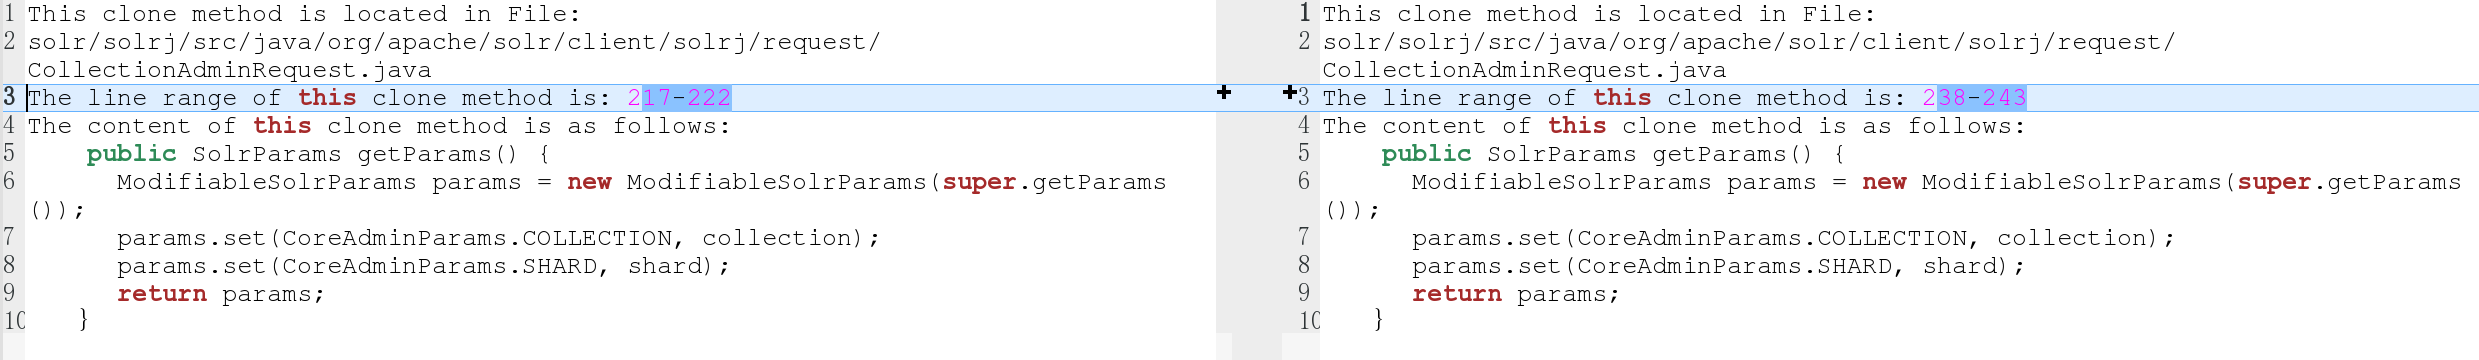 1 This clone method is located in File:
2 solr/solrj/src/java/org/apache/solr/client/solrj/request/
CollectionAdminRequest.java
3 The line range of this clone method is: 217-222
4 The content of this clone method is as follows:
5     public SolrParams getParams() {
6       ModifiableSolrParams params = new ModifiableSolrParams(super.getParams
());
7       params.set(CoreAdminParams.COLLECTION, collection);
8       params.set(CoreAdminParams.SHARD, shard);
9       return params;
10    }
1 This clone method is located in File:
2 solr/solrj/src/java/org/apache/solr/client/solrj/request/
CollectionAdminRequest.java
3 The line range of this clone method is: 238-243
4 The content of this clone method is as follows:
5     public SolrParams getParams() {
6       ModifiableSolrParams params = new ModifiableSolrParams(super.getParams
());
7       params.set(CoreAdminParams.COLLECTION, collection);
8       params.set(CoreAdminParams.SHARD, shard);
9       return params;
10    }